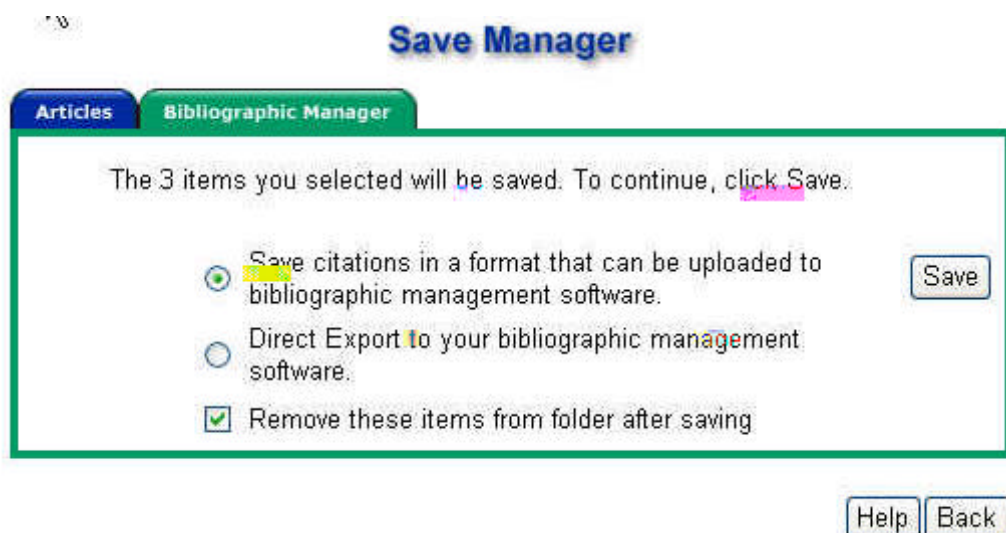 Save Manager
Articles Bibliographic Manager
The 3 items you selected will be saved. To continue, click Save.
Save citations in a format that can be uploaded to
bibliographic management software.
Save
Direct Export to your bibliographic management
software.
Remove these items from folder after saving
Help Back